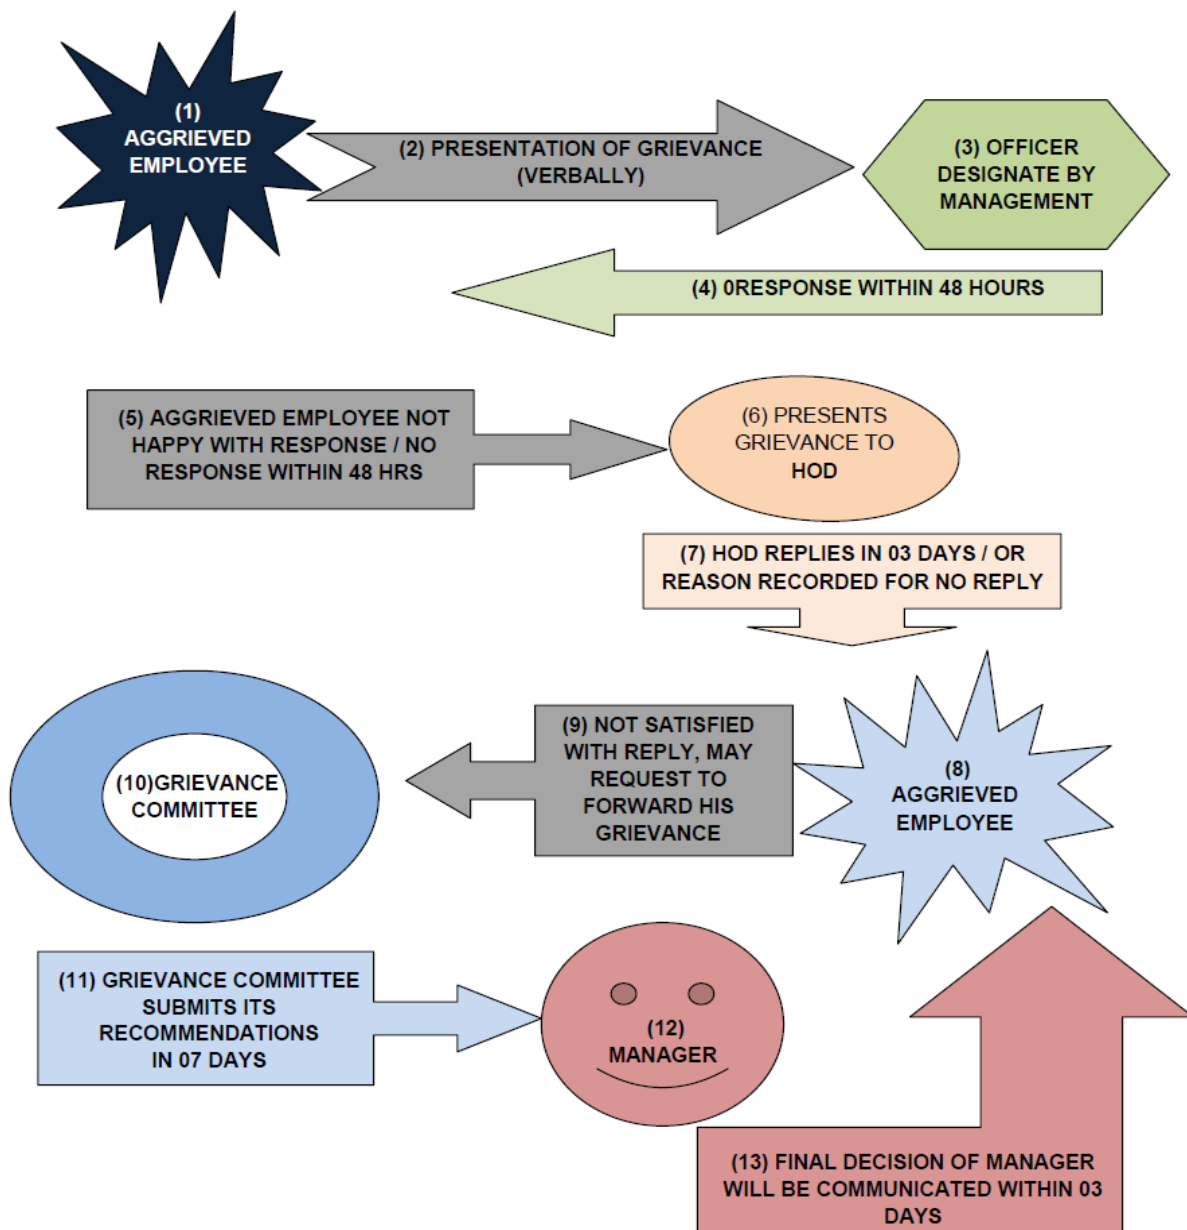 (1)
AGGRIEVED
EMPLOYEE
(2) PRESENTATION OF GRIEVANCE
(VERBALLY)
(3) OFFICER
DESIGNATE BY
MANAGEMENT
(4) 0RESPONSE WITHIN 48 HOURS
(5) AGGRIEVED EMPLOYEE NOT
HAPPY WITH RESPONSE / NO
RESPONSE WITHIN 48 HRS
(6) PRESENTS
GRIEVANCE TO
HOD
(7) HOD REPLIES IN 03 DAYS / OR
REASON RECORDED FOR NO REPLY
(8)
AGGRIEVED
EMPLOYEE
(9) NOT SATISFIED
WITH REPLY, MAY
REQUEST TO
FORWARD HIS
GRIEVANCE
(10)GRIEVANCE
COMMITTEE
(11) GRIEVANCE COMMITTEE
SUBMITS ITS
RECOMMENDATIONS
IN 07 DAYS
(12)
MANAGER
(13) FINAL DECISION OF MANAGER
WILL BE COMMUNICATED WITHIN 03
DAYS